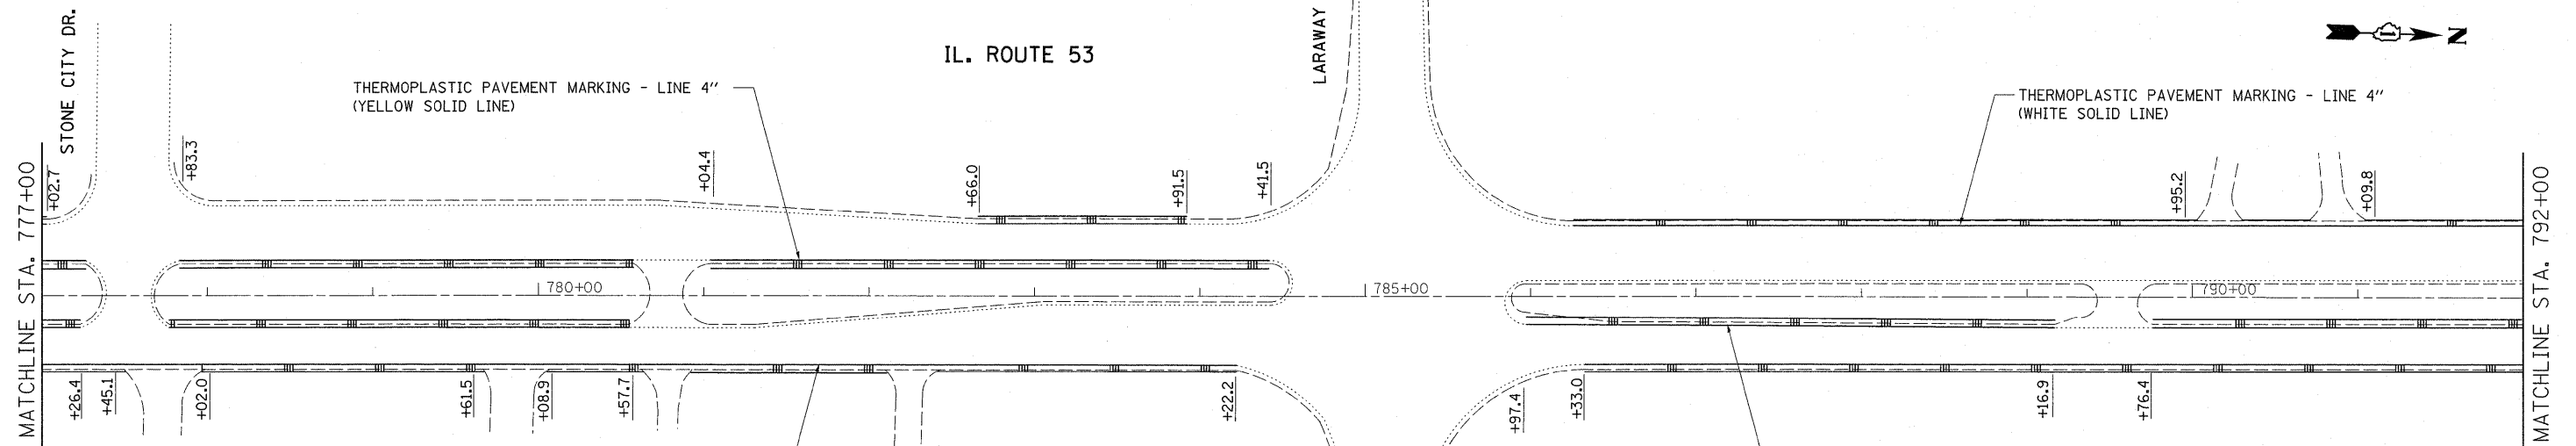 STONE CITY DR.
IL. ROUTE 53
LARAWAY
N
THERMOPLASTIC PAVEMENT MARKING - LINE 4"
(YELLOW SOLID LINE)
THERMOPLASTIC PAVEMENT MARKING - LINE 4"
(WHITE SOLID LINE)
MATCHLINE STA. 777+00
+02.7
+83.3
+04.4
+66.0
+91.5
+41.5
+95.2
+09.8
MATCHLINE STA. 792+00
780+00
785+00
790+00
+26.4
+45.1
+02.0
+61.5
+08.9
+57.7
+22.2
+97.4
+33.0
+16.9
+76.4